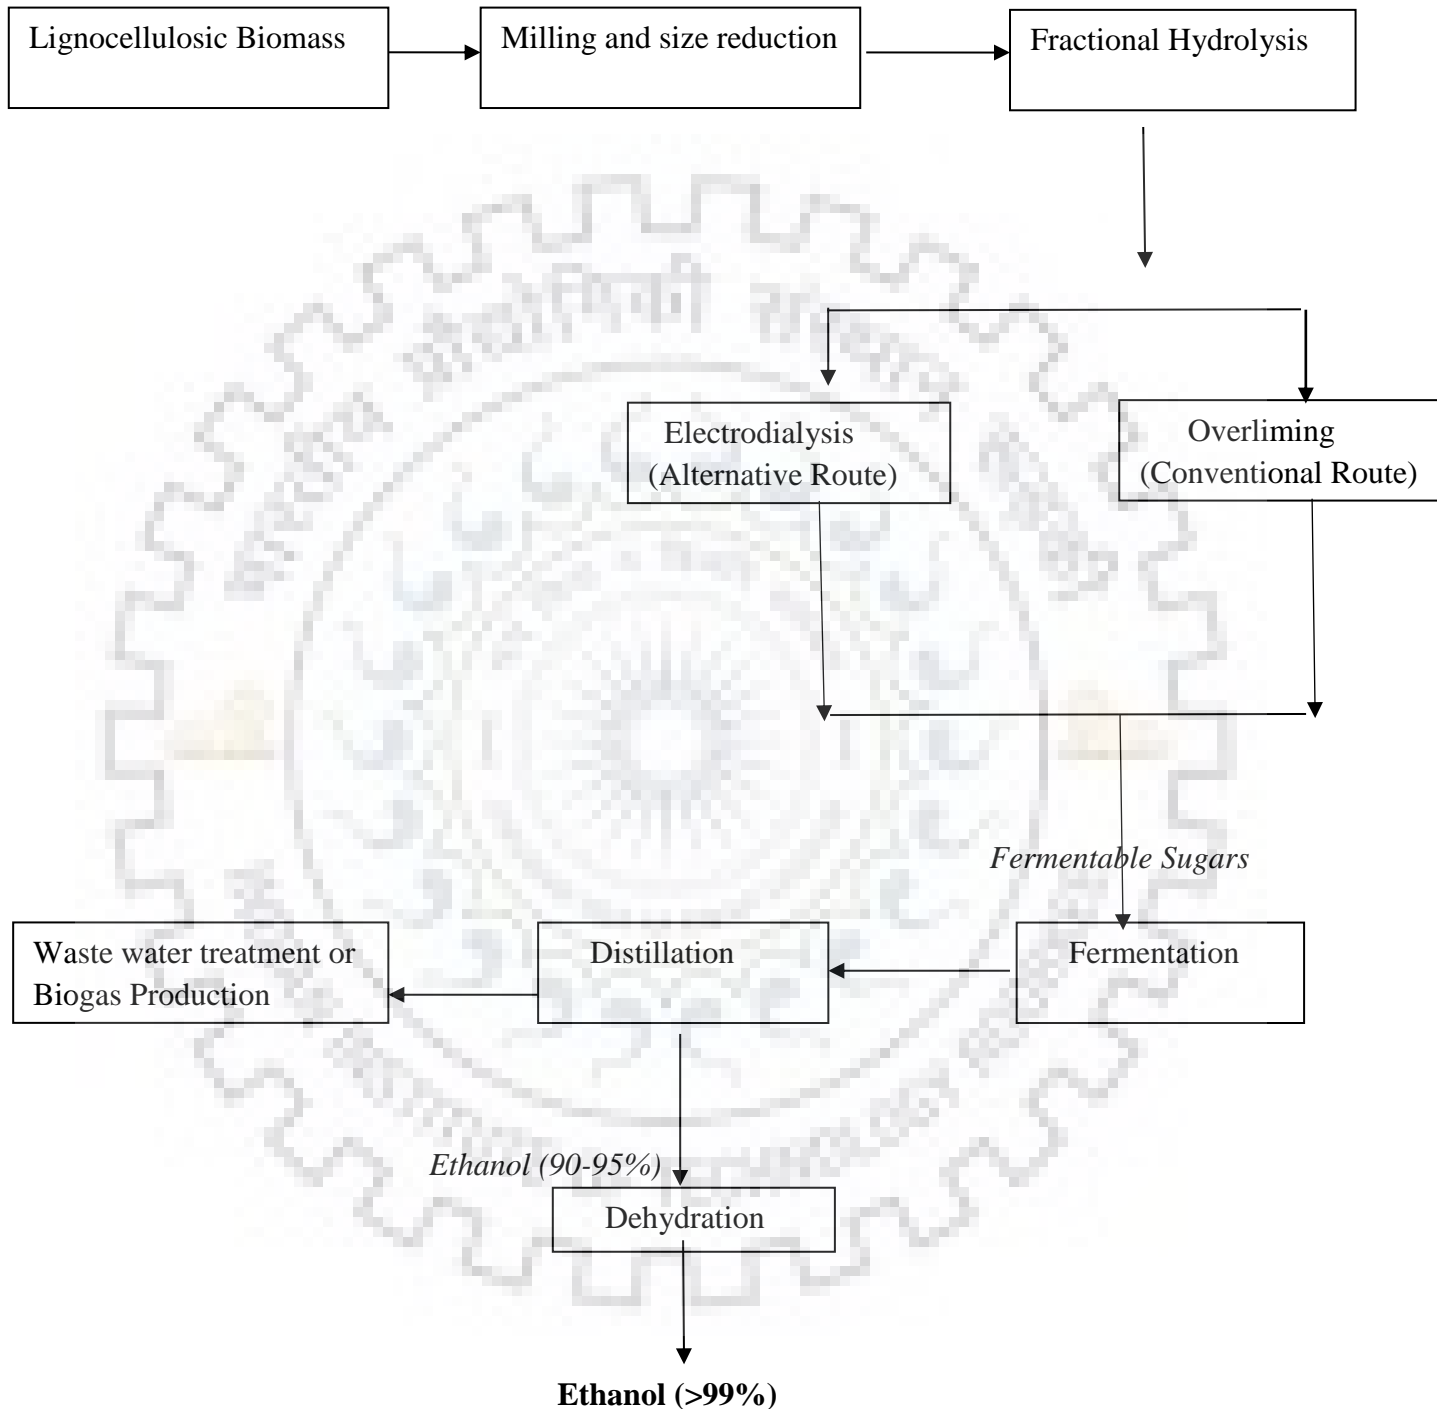 Lignocellulosic Biomass
Milling and size reduction
Fractional Hydrolysis
Electrodialysis
(Alternative Route)
Overliming
(Conventional Route)
Fermentable Sugars
Waste water treatment or
Biogas Production
Distillation
Fermentation
Ethanol (90-95%)
Dehydration
Ethanol (>99%)